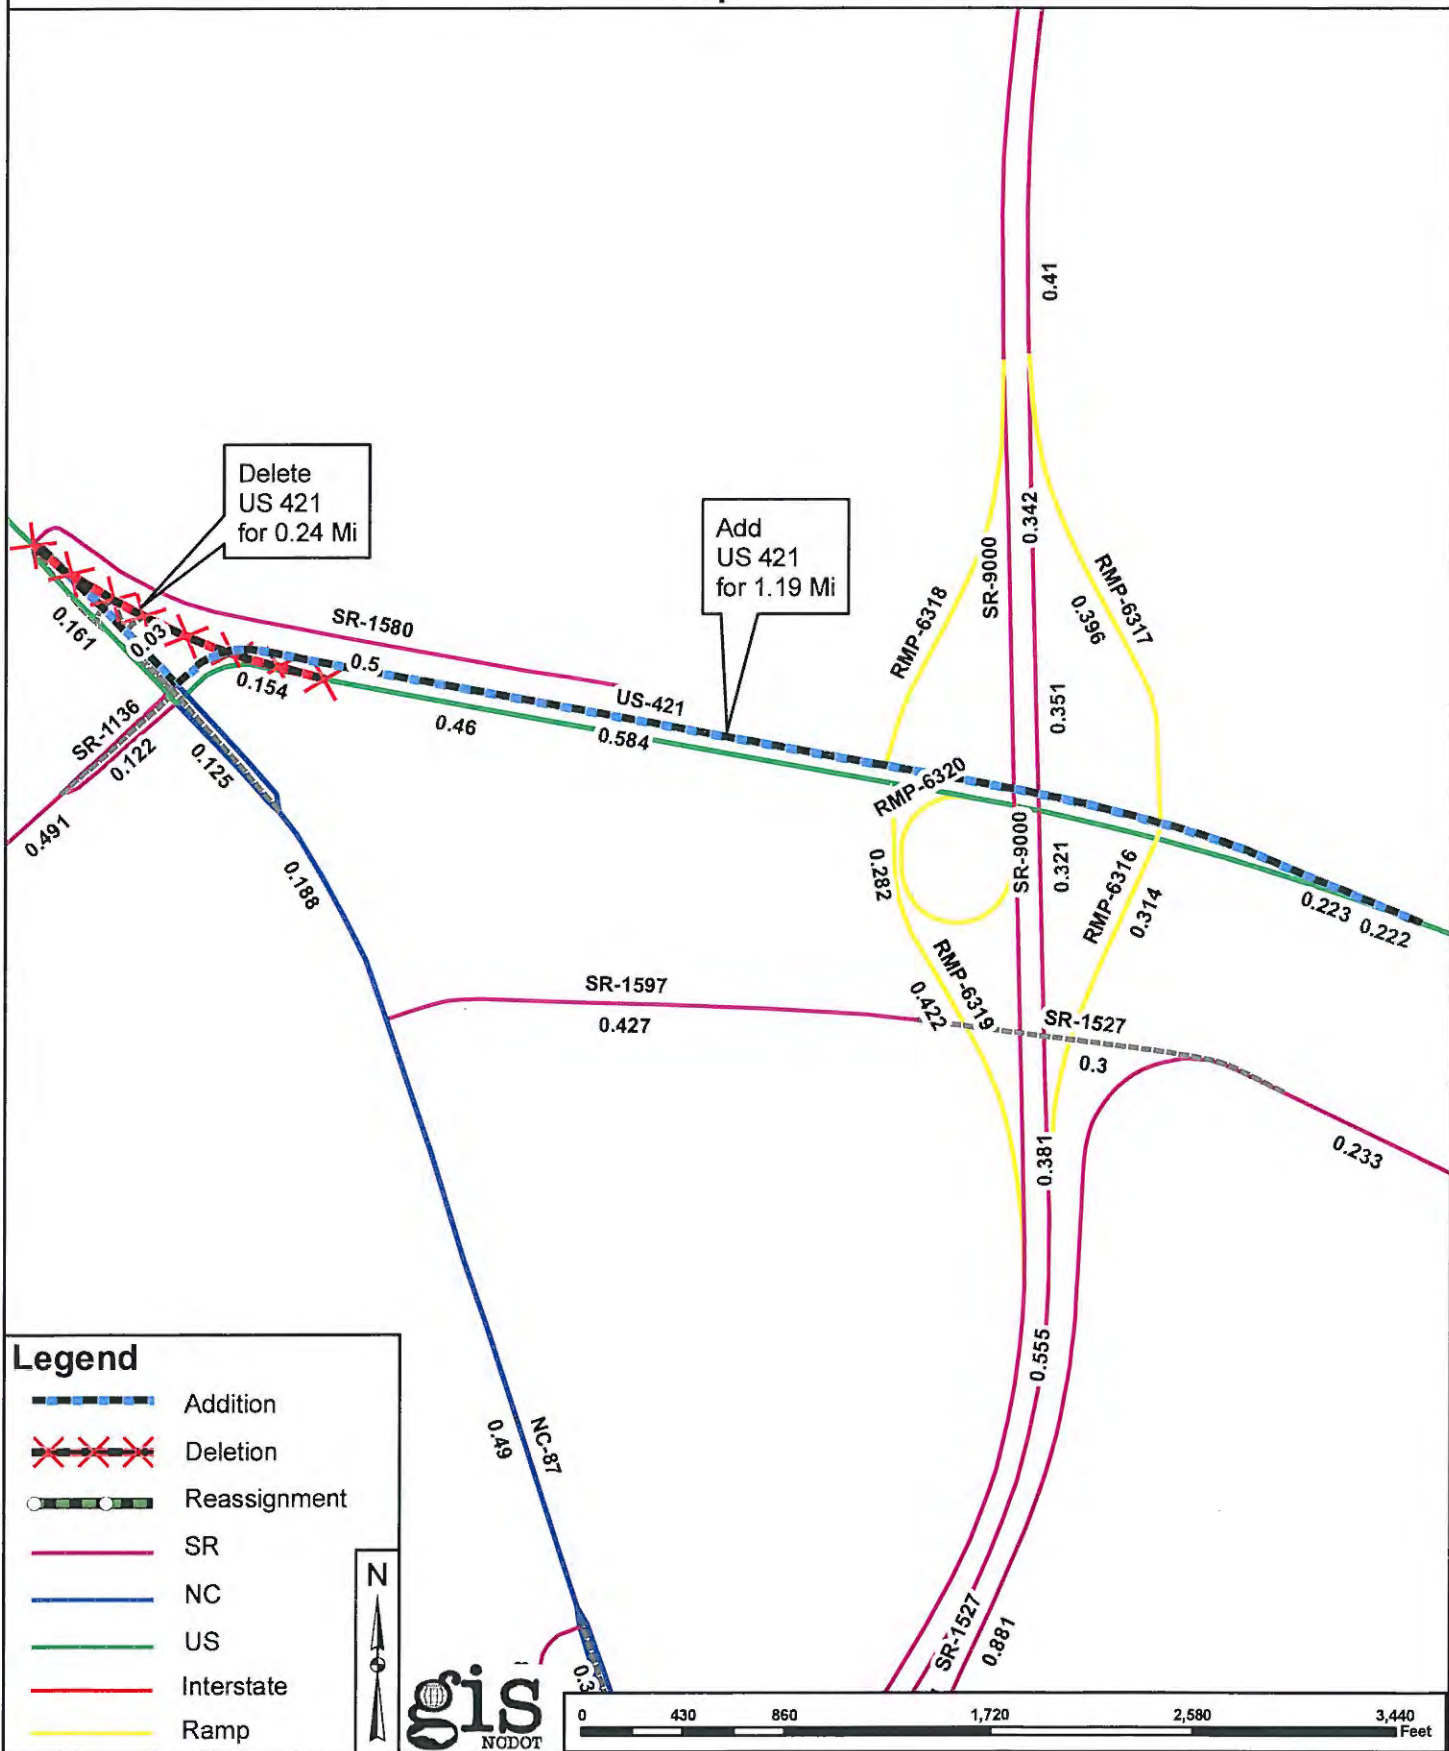 0.41
Delete
US 421
for 0.24 Mi
Add
US 421
for 1.19 Mi
0.342
SR-9000
RMP-6317
0.396
RMP-6318
0.161
0.03
SR-1580
0.5
0.154
US-421
0.46
0.584
0.351
SR-1136
0.122
0.125
0.491
0.188
RMP-6320
SR-9000
0.321
0.282
RMP-6316
0.314
0.223
0.222
RMP-6319
0.422
SR-1597
0.427
SR-1527
0.3
0.381
0.233
0.555
NC-87
0.49
SR-1527
0.881
0.3
Legend
Addition
Deletion
Reassignment
SR
NC
US
Interstate
Ramp
N
gis
NCDOT
0 430 860 1,720 2,580 3,440
Feet